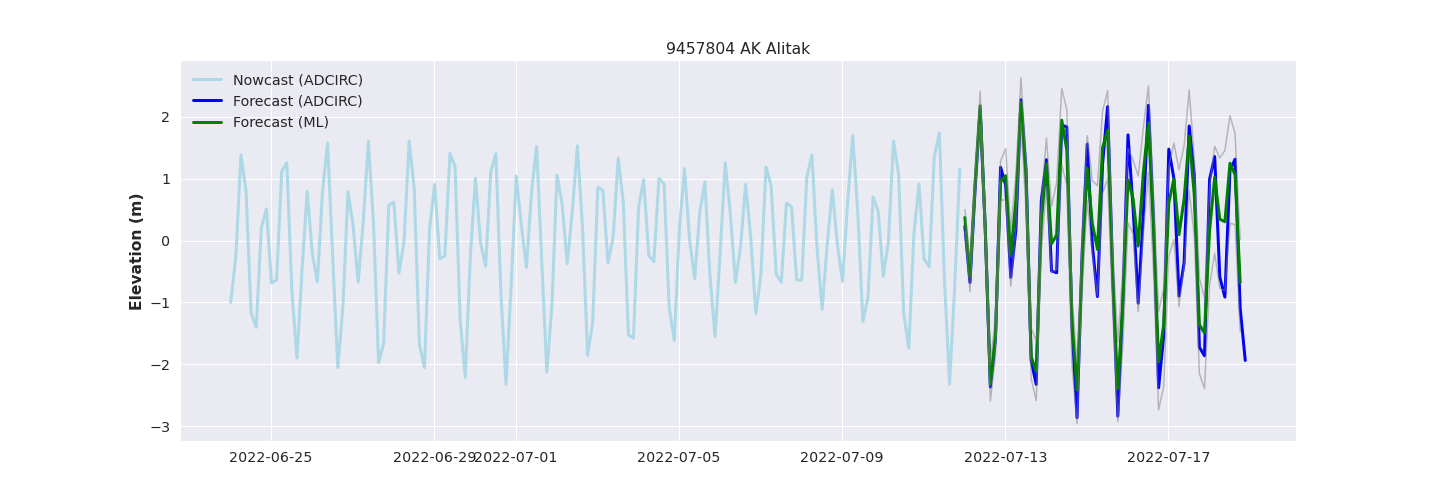 9457804 AK Alitak
Nowcast (ADCIRC)
Forecast (ADCIRC)
Forecast (ML)
Elevation (m)
2
1
0
−1
−2
−3
2022-06-25
2022-06-29
2022-07-01
2022-07-05
2022-07-09
2022-07-13
2022-07-17